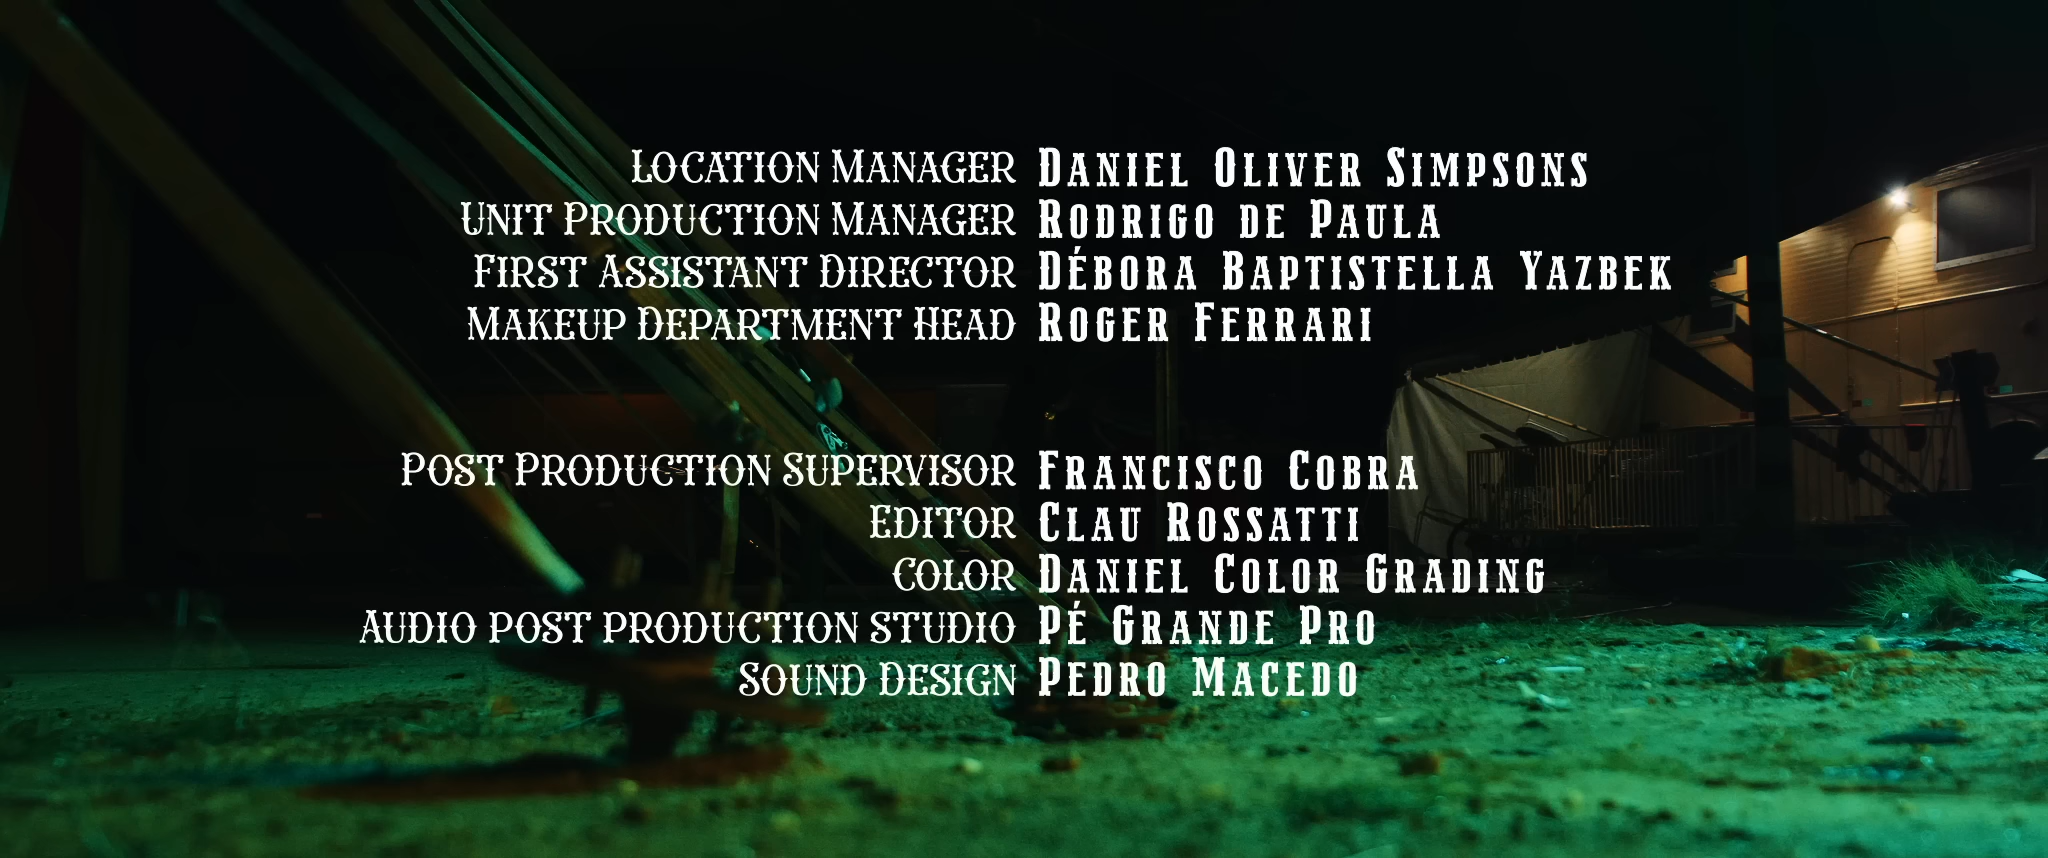 Location Manager Daniel Oliver Simpsons
Unit Production Manager Rodrigo de Paula
First Assistant Director Débora Baptistella Yazbek
Makeup Department Head Roger Ferrari
Post Production Supervisor Francisco Cobra
Editor Clau Rossatti
Color Daniel Color Grading
Audio post production studio Pé Grande Pro
Sound Design Pedro Macedo